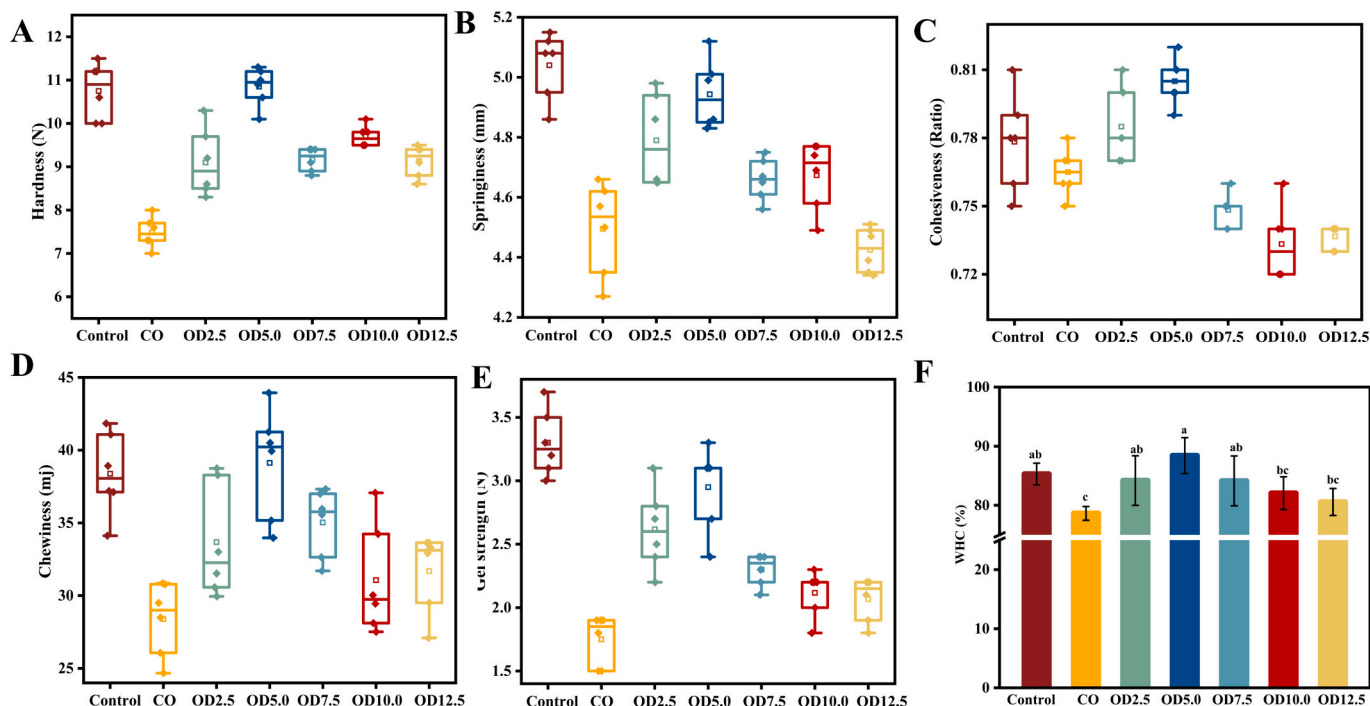 A
Hardness (N)
12
11
10
9
8
7
6
Control CO OD2.5 OD5.0 OD7.5 OD10.0 OD12.5
B
Springiness (mm)
5.2
5.0
4.8
4.6
4.4
4.2
Control CO OD2.5 OD5.0 OD7.5 OD10.0 OD12.5
C
Cohesiveness (Ratio)
0.81
0.78
0.75
0.72
Control CO OD2.5 OD5.0 OD7.5 OD10.0 OD12.5
D
Chewiness (mj)
45
40
35
30
25
Control CO OD2.5 OD5.0 OD7.5 OD10.0 OD12.5
E
Gel strength (N)
3.5
3.0
2.5
2.0
1.5
Control CO OD2.5 OD5.0 OD7.5 OD10.0 OD12.5
F
WHC (%)
100
90
80
20
10
0
ab c ab a ab bc bc
Control CO OD2.5 OD5.0 OD7.5 OD10.0 OD12.5